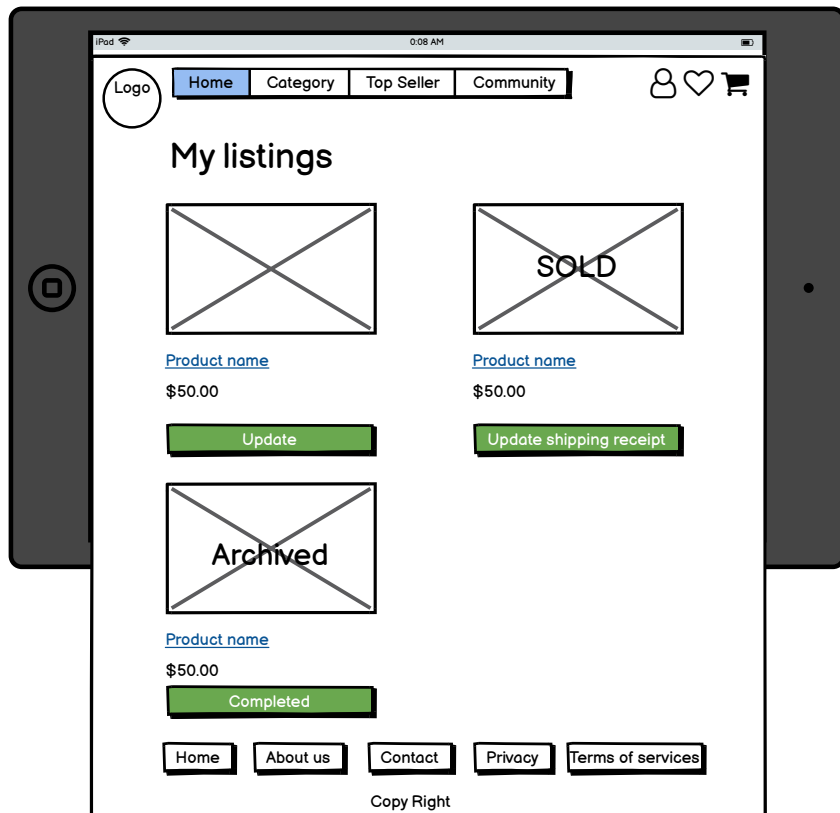 iPad 0:08 AM
Logo
Home Category Top Seller Community
My listings
SOLD
Product name Product name
$50.00 $50.00
Update Update shipping receipt
Archived
Product name
$50.00
Completed
Home About us Contact Privacy Terms of services
Copy Right